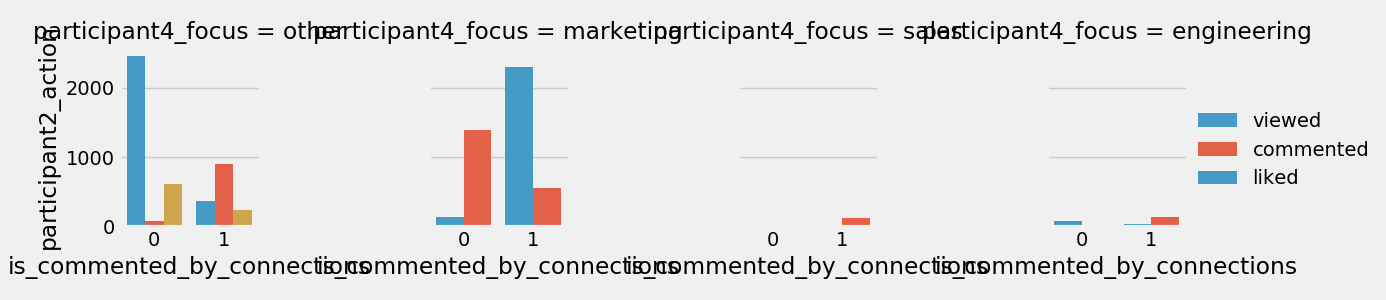 participant4_focus = other
participant4_focus = marketing
participant4_focus = sales
participant4_focus = engineering
participant2_action
2000
1000
0
0 1
0 1
0 1
0 1
is_commented_by_connections
is_commented_by_connections
is_commented_by_connections
is_commented_by_connections
viewed
commented
liked